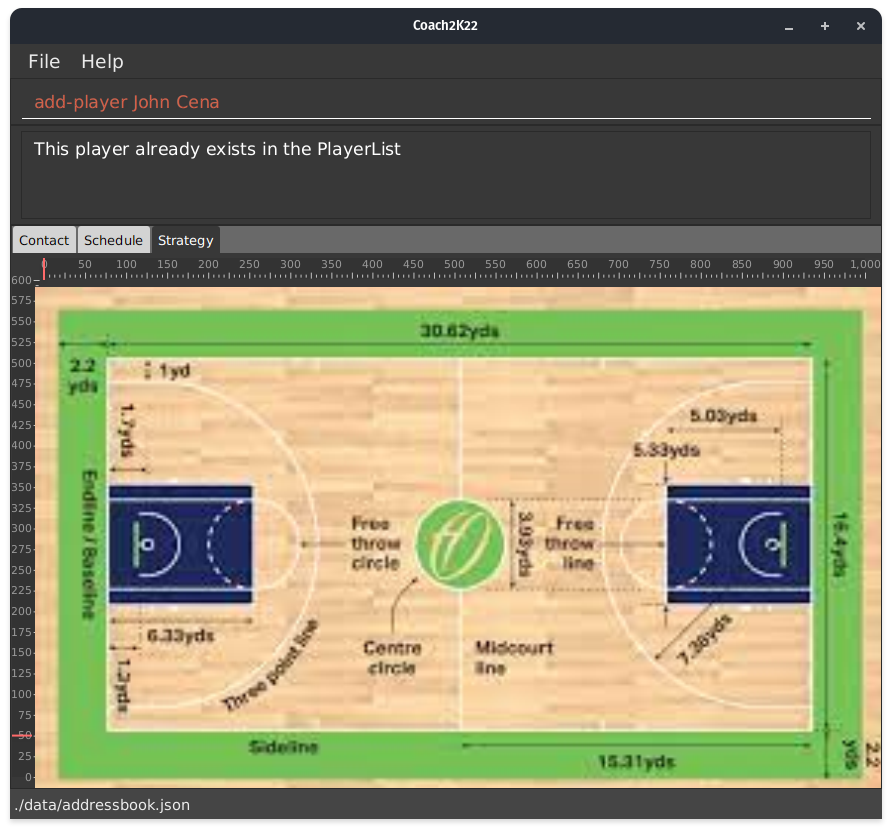 Coach2K22
File Help
add-player John Cena
This player already exists in the PlayerList
Contact Schedule Strategy
0 50 100 150 200 250 300 350 400 450 500 550 600 650 700 750 800 850 900 950 1,000
600
575
550
525
500
475
450
425
400
375
350
325
300
275
250
225
200
175
150
125
100
75
50
25
0
30.62yds
2.2
yds
1yd
1.7yds
5.03yds
5.33yds
Endline / Baseline
Free
throw
circle
3.93yds
Free
throw
line
16.4yds
6.33yds
1.2yds
Three point line
Centre
circle
Midcourt
line
7.38yds
Sideline
15.31yds
2.2
yds
./data/addressbook.json